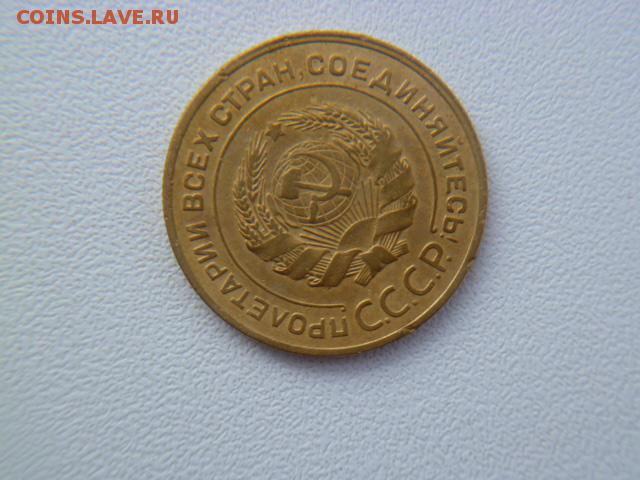 COINS.LAVE.RU
ПРОЛЕТАРИИ ВСЕХ СТРАН, СОЕДИНЯЙТЕСЬ!
С.С.С.Р.